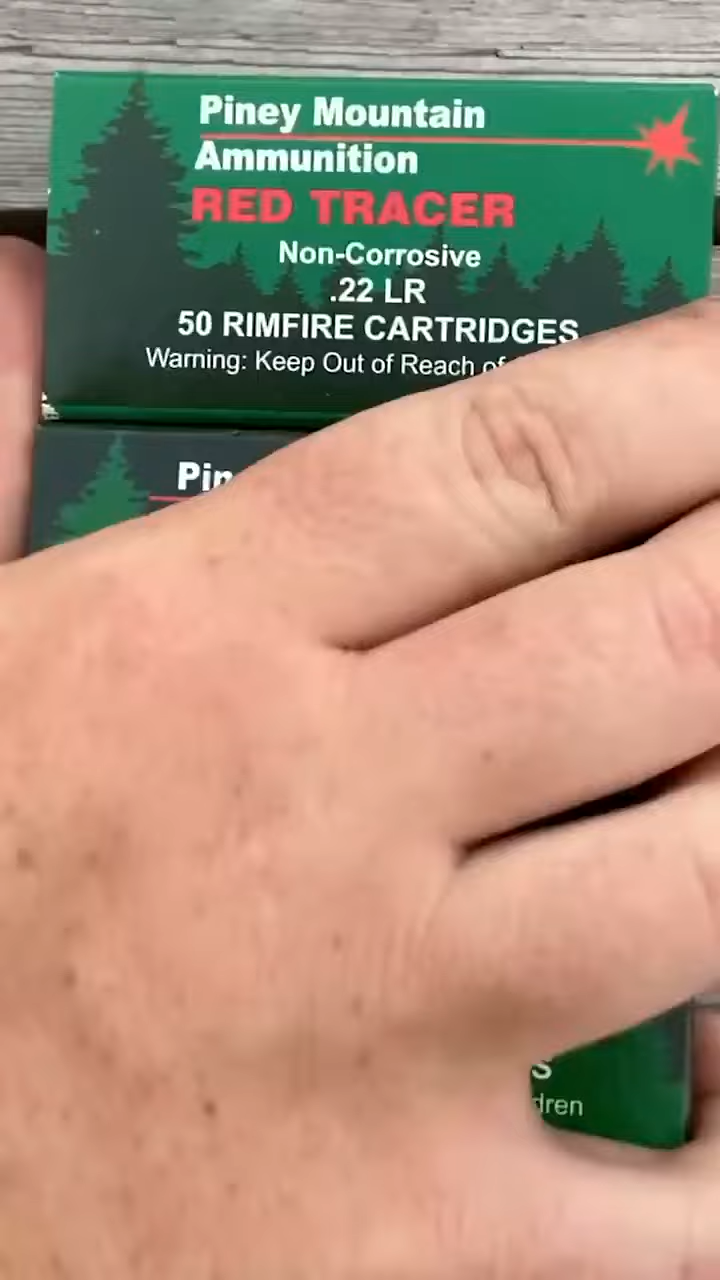 Piney Mountain
Ammunition
RED TRACER
Non-Corrosive
.22 LR
50 RIMFIRE CARTRIDGES
Warning: Keep Out of Reach of